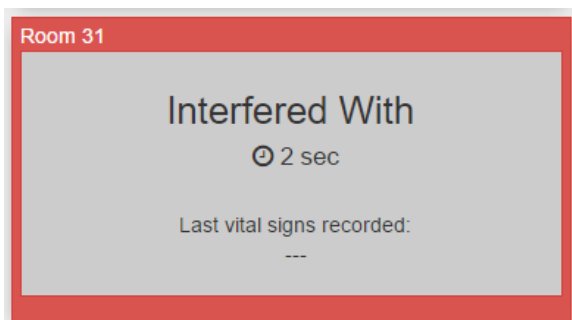 Room 31
Interfered With
2 sec
Last vital signs recorded:
---